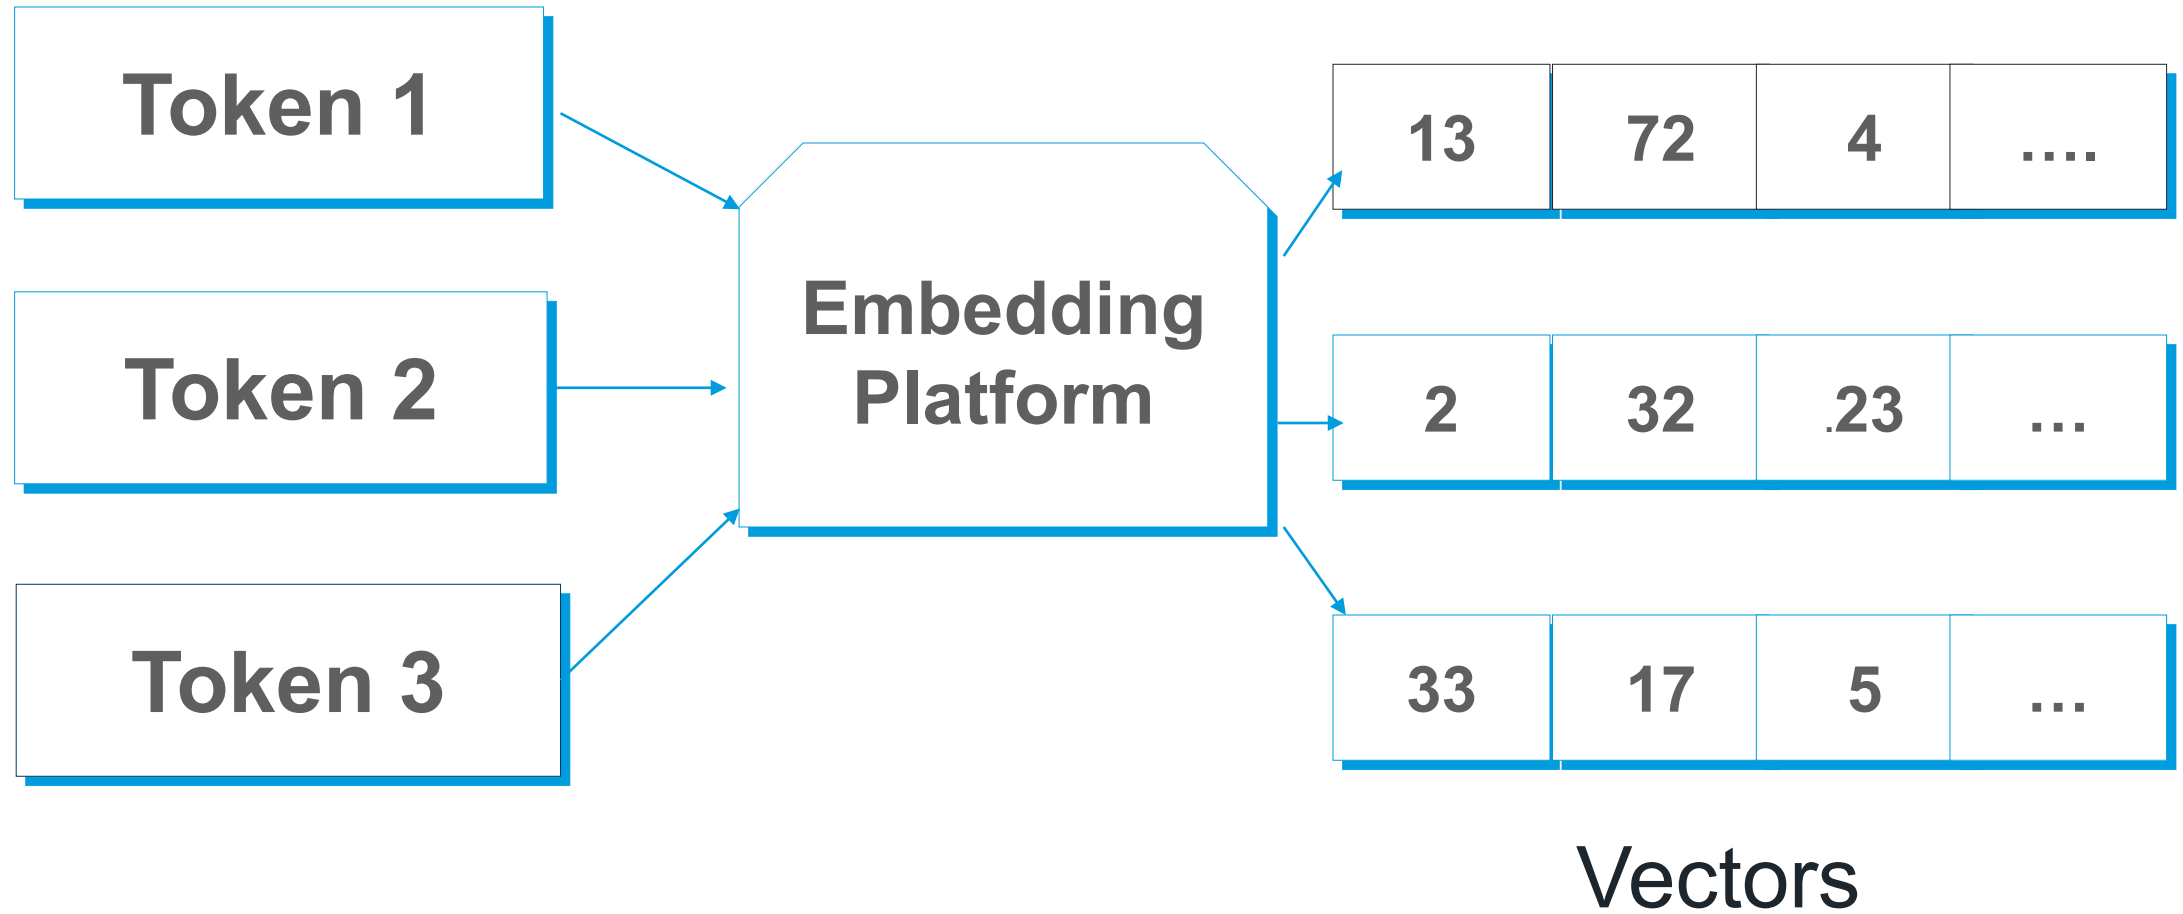 Token 1
Token 2
Token 3
Embedding
Platform
13 72 4 ....
2 32 .23 ...
33 17 5 ...
Vectors